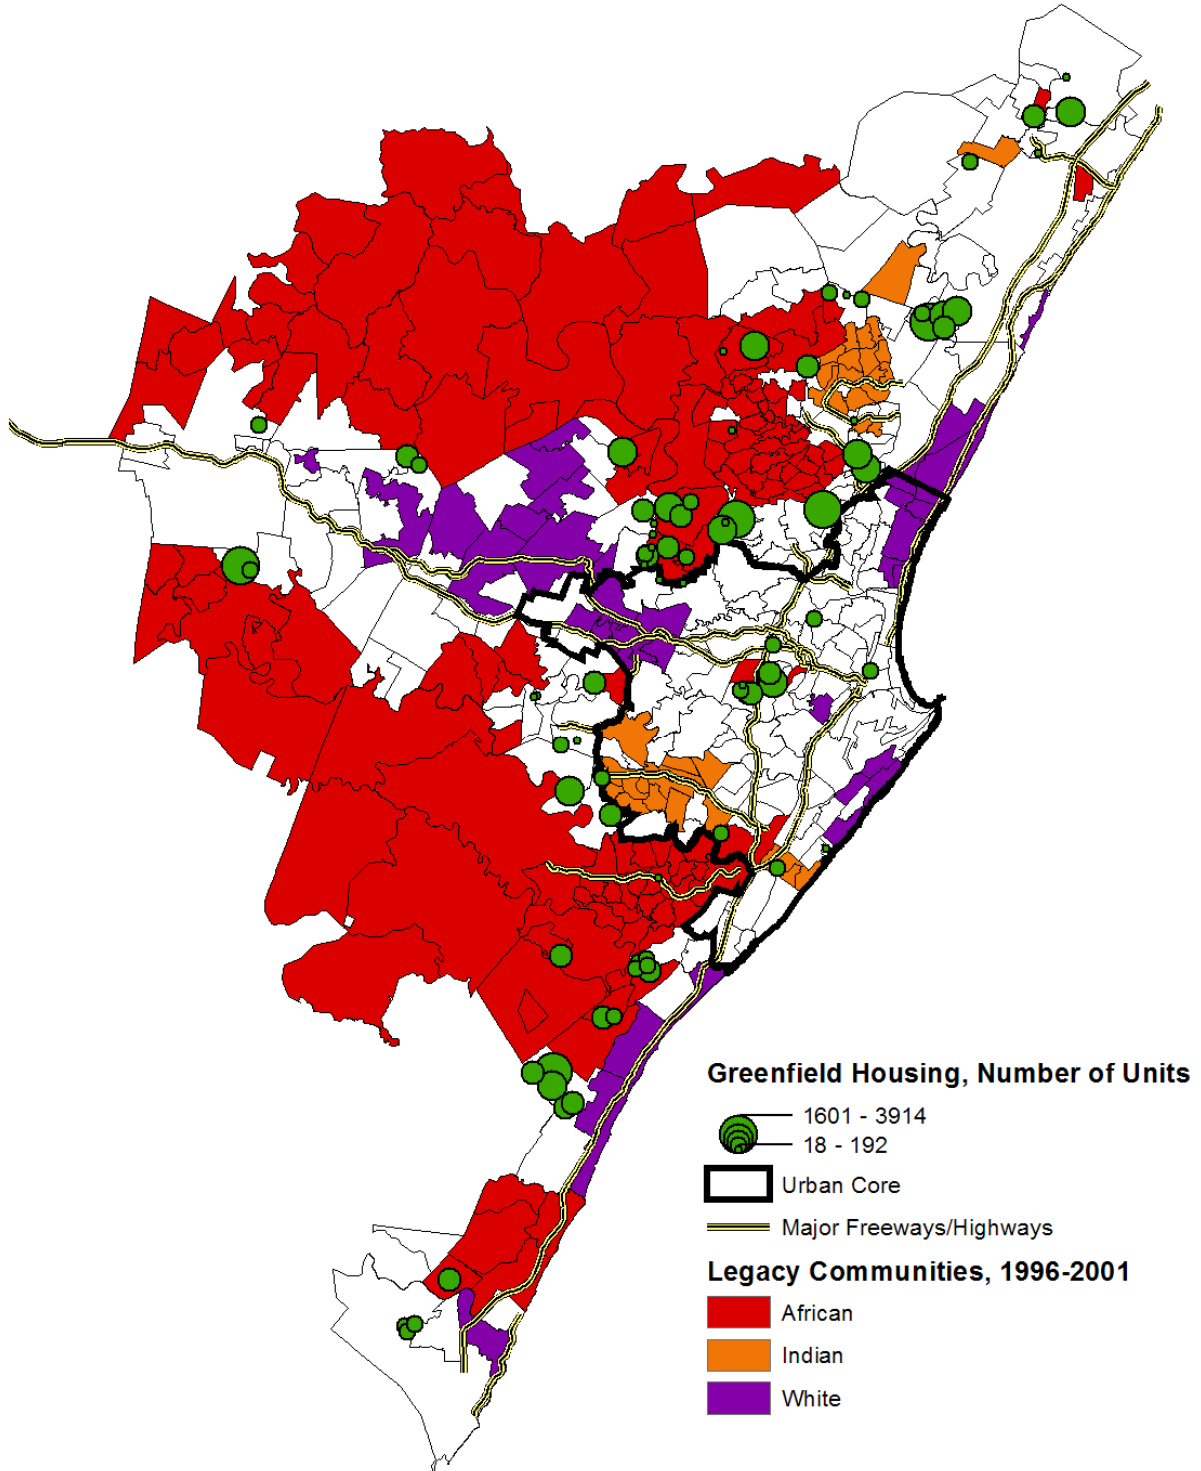 Greenfield Housing, Number of Units
1601 - 3914
18 - 192
Urban Core
Major Freeways/Highways
Legacy Communities, 1996-2001
African
Indian
White